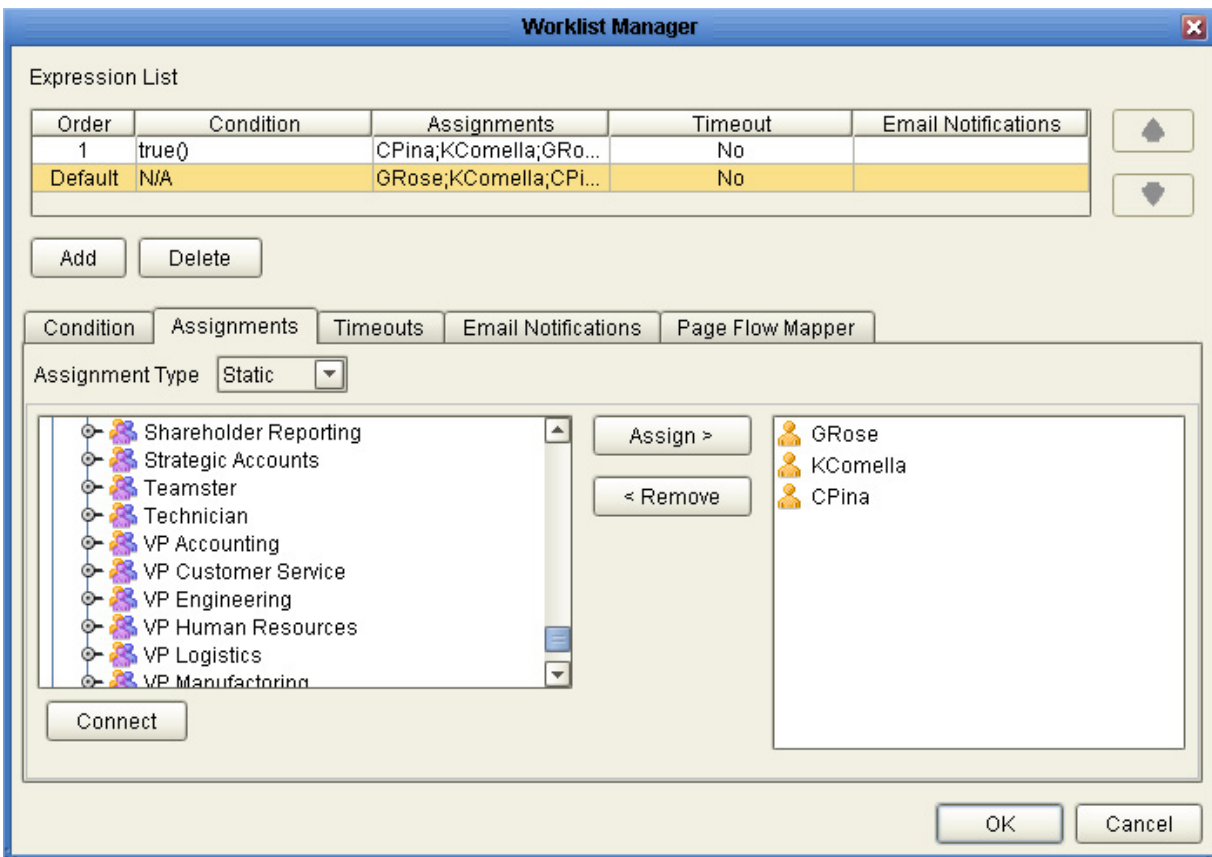 Worklist Manager
Expression List
Order Condition Assignments Timeout Email Notifications
1 true() CPina;KComella;GRo... No
Default N/A GRose;KComella;CPi... No
Add Delete
Condition Assignments Timeouts Email Notifications Page Flow Mapper
Assignment Type Static
Shareholder Reporting
Strategic Accounts
Teamster
Technician
VP Accounting
VP Customer Service
VP Engineering
VP Human Resources
VP Logistics
VP Manufactoring
Connect
Assign >
< Remove
GRose
KComella
CPina
OK Cancel